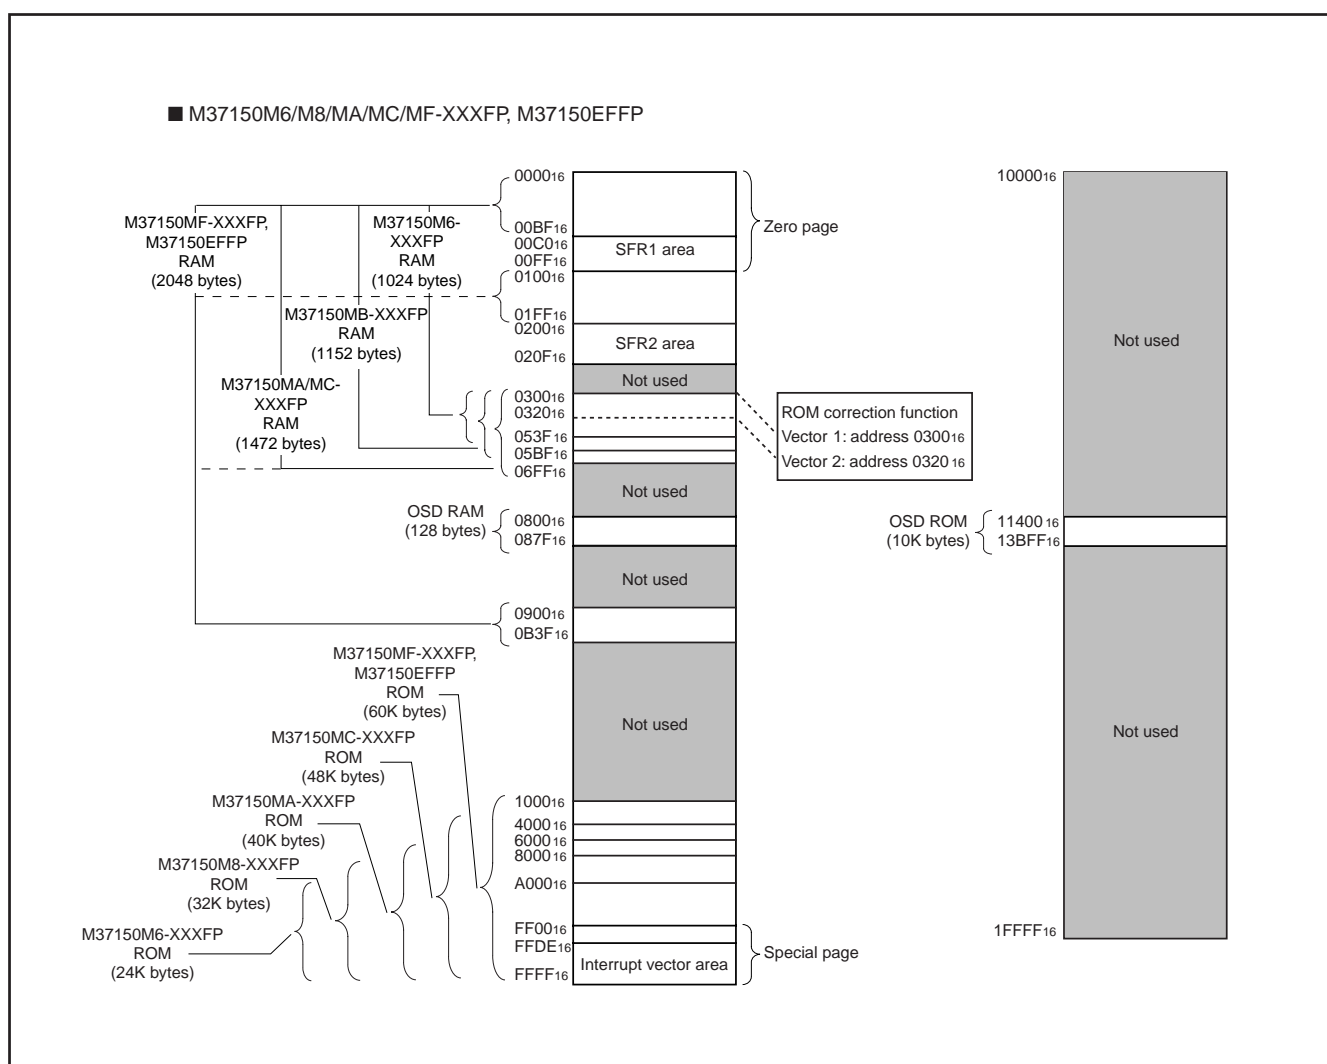 ■ M37150M6/M8/MA/MC/MF-XXXFP, M37150EFFP
M37150MF-XXXFP,
M37150EFFP
RAM
(2048 bytes)
M37150M6-
XXXFP
RAM
(1024 bytes)
M37150MB-XXXFP
RAM
(1152 bytes)
M37150MA/MC-
XXXFP
RAM
(1472 bytes)
OSD RAM
(128 bytes)
M37150MF-XXXFP,
M37150EFFP
ROM
(60K bytes)
M37150MC-XXXFP
ROM
(48K bytes)
M37150MA-XXXFP
ROM
(40K bytes)
M37150M8-XXXFP
ROM
(32K bytes)
M37150M6-XXXFP
ROM
(24K bytes)
0000₁₆
00BF₁₆
00C0₁₆
00FF₁₆
0100₁₆
01FF₁₆
0200₁₆
020F₁₆
0300₁₆
0320₁₆
053F₁₆
05BF₁₆
06FF₁₆
0800₁₆
087F₁₆
0900₁₆
0B3F₁₆
1000₁₆
4000₁₆
6000₁₆
8000₁₆
A000₁₆
FF00₁₆
FFDE₁₆
FFFF₁₆
SFR1 area
SFR2 area
Not used
Not used
Not used
Not used
Interrupt vector area
Zero page
ROM correction function
Vector 1: address 0300₁₆
Vector 2: address 0320₁₆
Special page
10000₁₆
OSD ROM
(10K bytes)
11400₁₆
13BFF₁₆
1FFFF₁₆
Not used
Not used